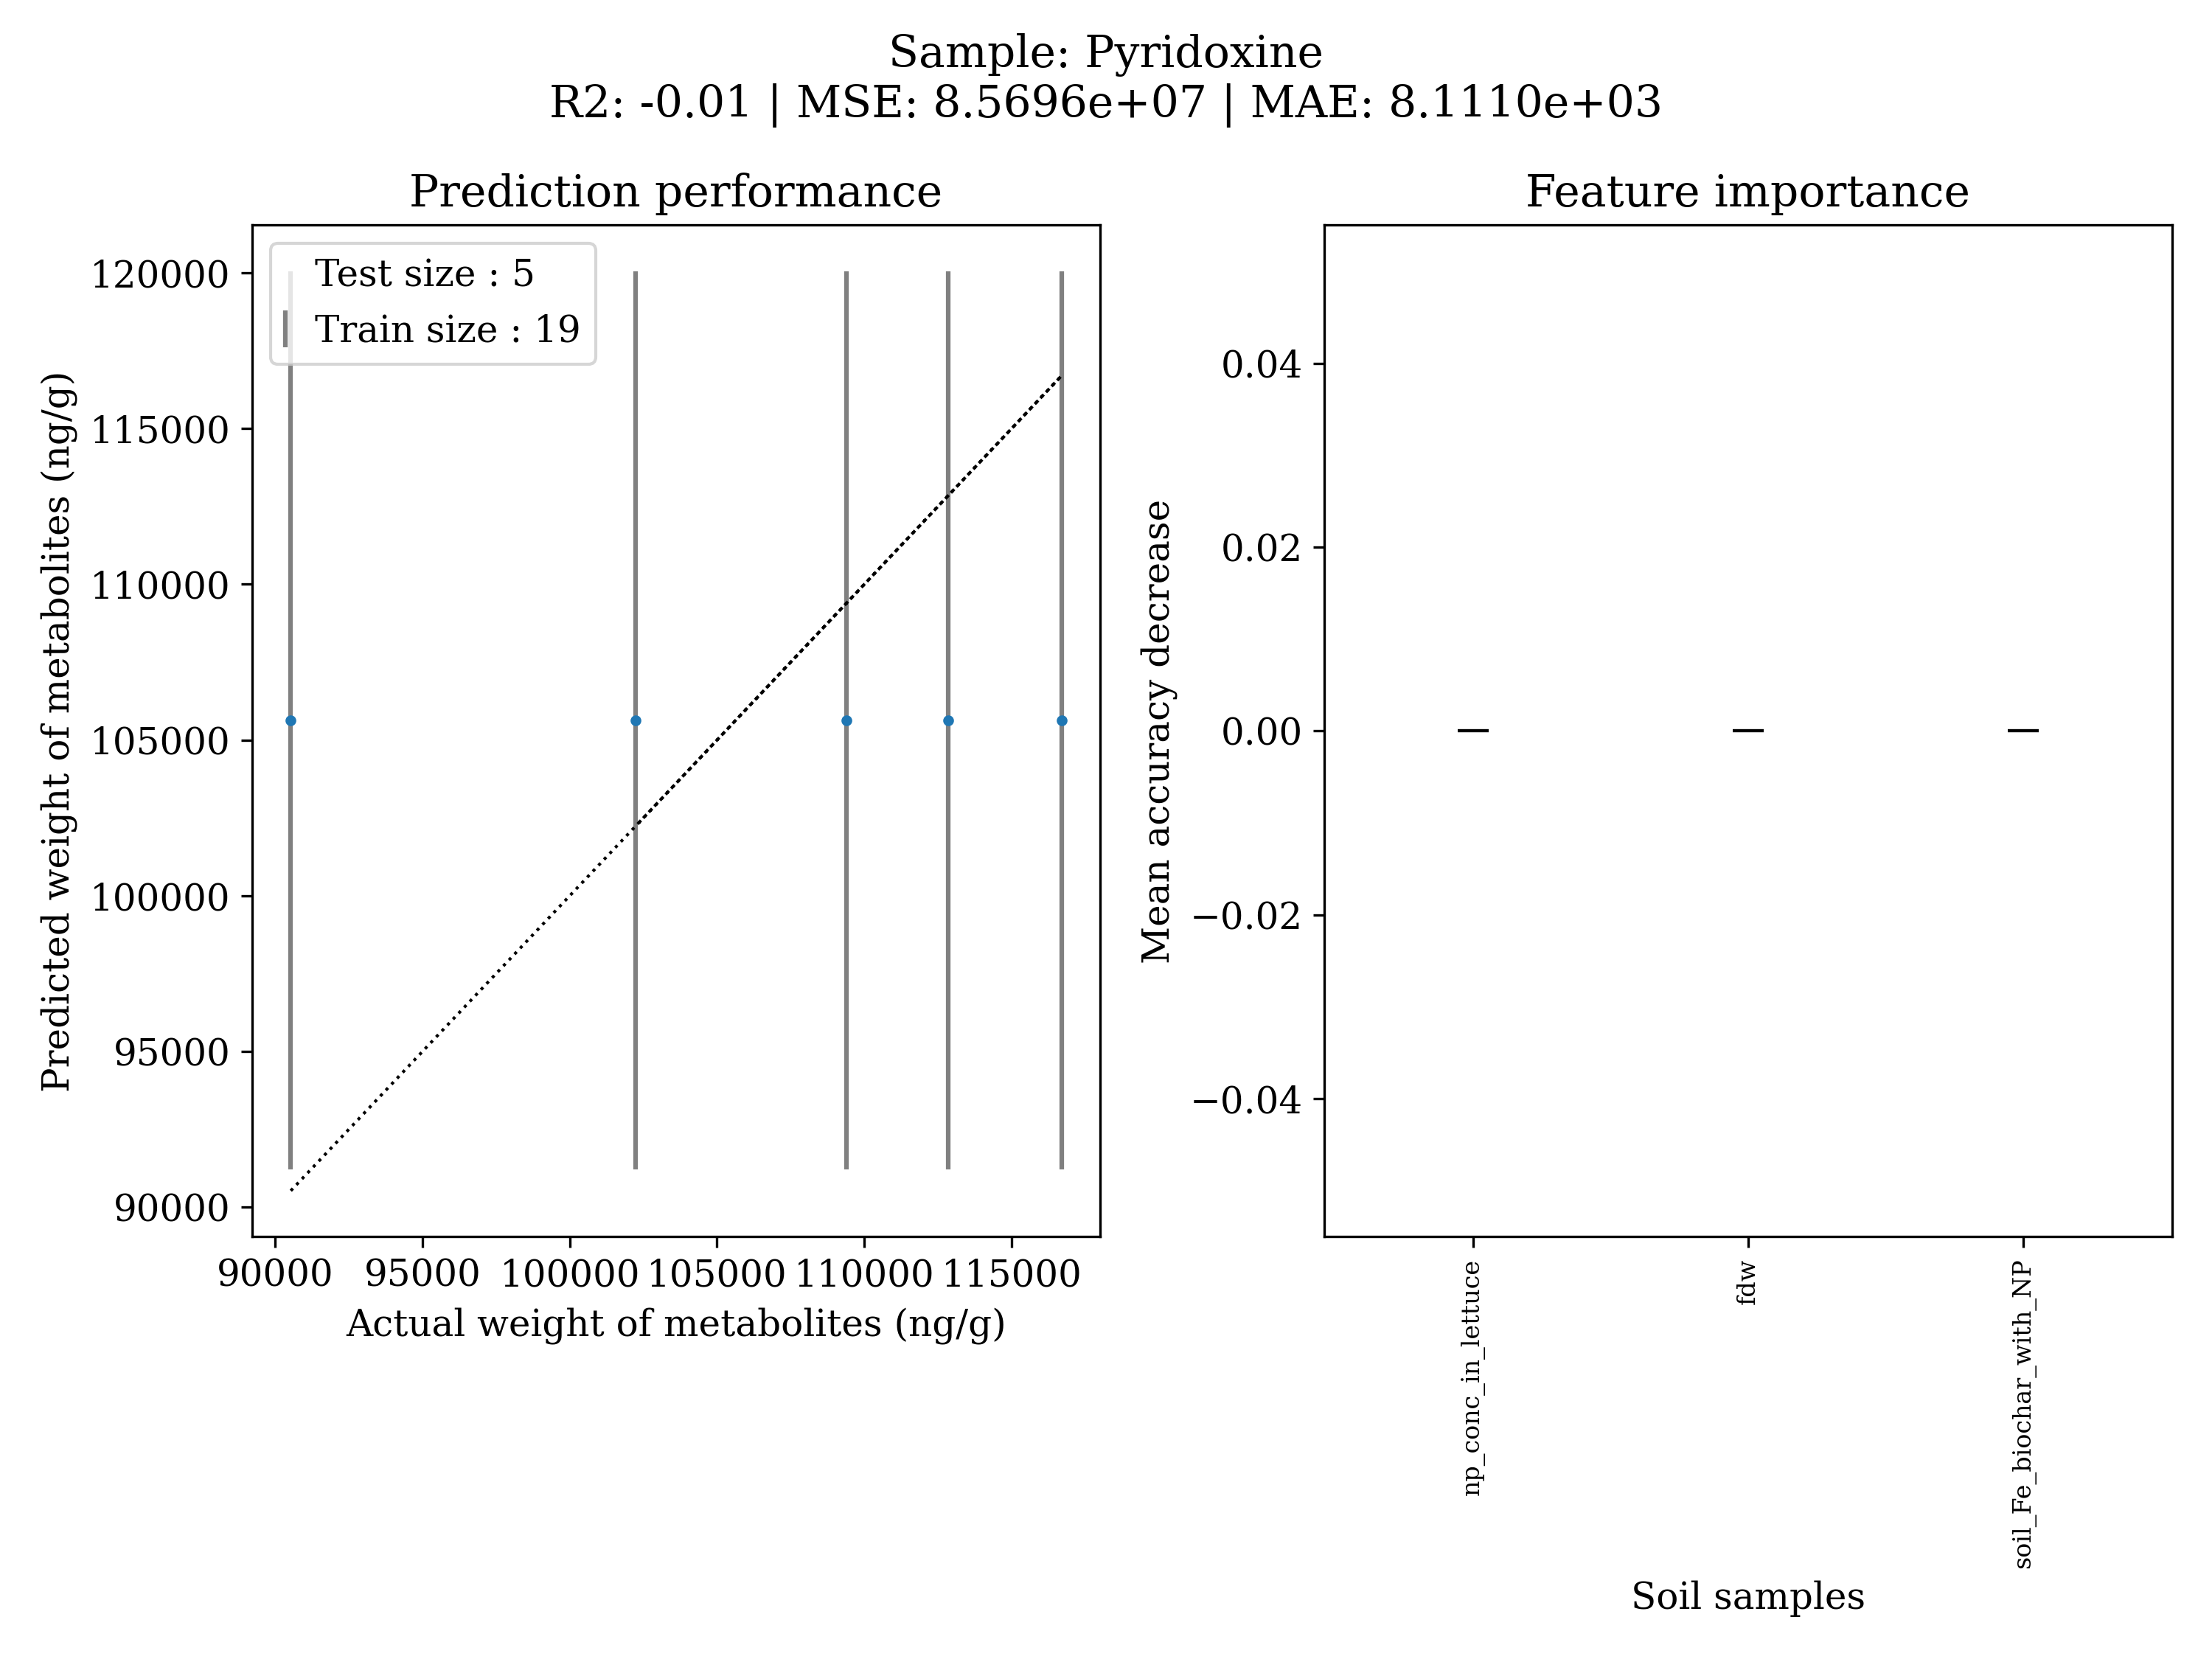 Sample: Pyridoxine
R2: -0.01 | MSE: 8.5696e+07 | MAE: 8.1110e+03
Prediction performance
Test size : 5
Train size : 19
120000
115000
110000
105000
100000
95000
90000
Predicted weight of metabolites (ng/g)
90000 95000 100000 105000 110000 115000
Actual weight of metabolites (ng/g)
Feature importance
0.04
0.02
0.00
−0.02
−0.04
Mean accuracy decrease
np_conc_in_lettuce
fdw
soil_Fe_biochar_with_NP
Soil samples